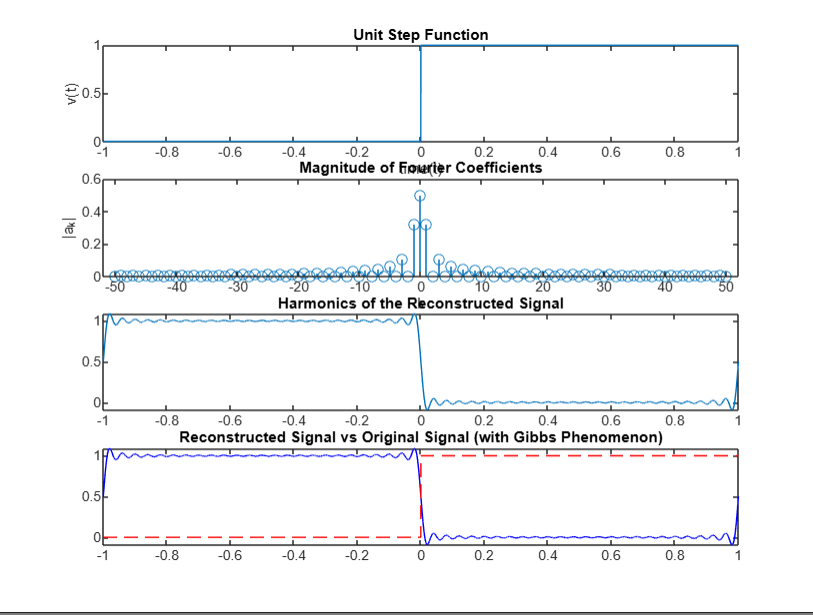 Unit Step Function
1
0.5
0
v(t)
-1 -0.8 -0.6 -0.4 -0.2 0 0.2 0.4 0.6 0.8 1
time(t)
Magnitude of Fourier Coefficients
0.6
0.4
0.2
0
|ak|
-50 -40 -30 -20 -10 0 10 20 30 40 50
Harmonics of the Reconstructed Signal
1
0.5
0
-1 -0.8 -0.6 -0.4 -0.2 0 0.2 0.4 0.6 0.8 1
Reconstructed Signal vs Original Signal (with Gibbs Phenomenon)
1
0.5
0
-1 -0.8 -0.6 -0.4 -0.2 0 0.2 0.4 0.6 0.8 1